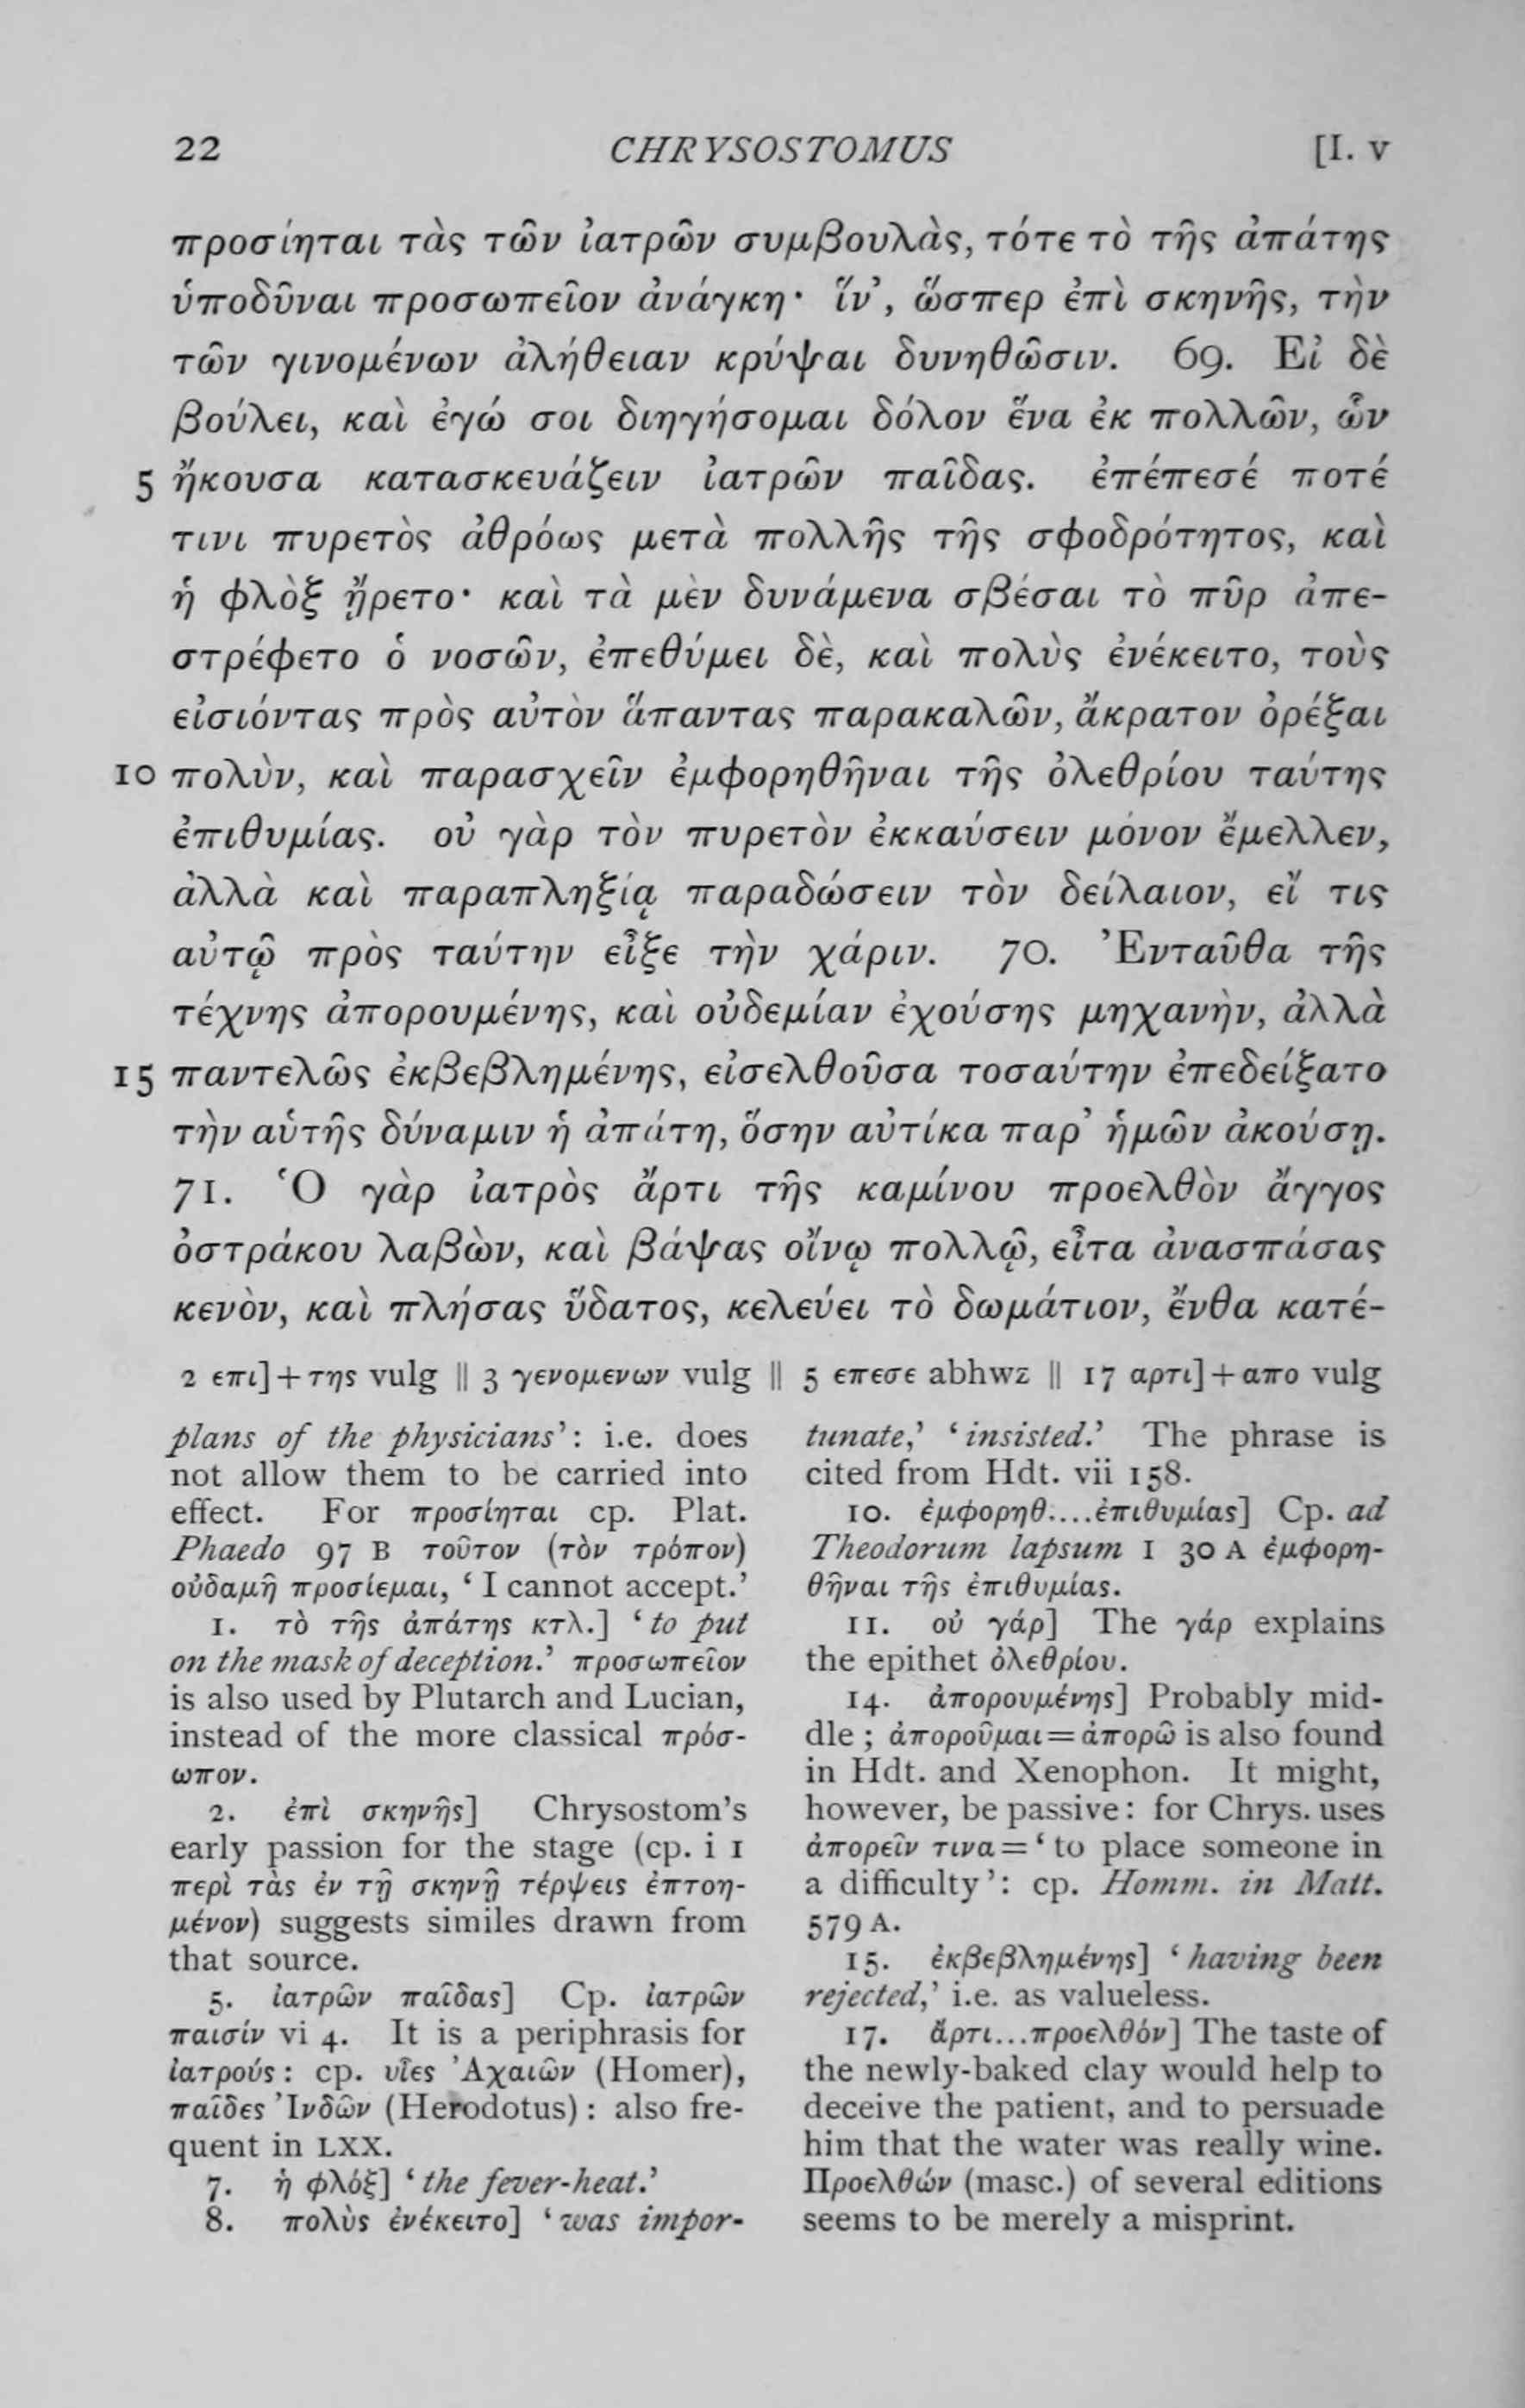 22 CHRYSOSTOMUS [I. v
προσίηται τὰς τῶν ἰατρῶν συμβουλὰς, τότε τὸ τῆς ἀπάτης
ὑποδῦναι προσωπεῖον ἀνάγκη· ἵν’, ὥσπερ ἐπὶ σκηνῆς, τὴν
τῶν γινομένων ἀλήθειαν κρύψαι δυνηθῶσιν. 69. Εἰ δὲ
βούλει, καὶ ἐγώ σοι διηγήσομαι δόλον ἕνα ἐκ πολλῶν, ὧν
5 ἤκουσα κατασκευάζειν ἰατρῶν παῖδας. ἐπέπεσέ ποτέ
τινι πυρετὸς ἀθρόως μετὰ πολλῆς τῆς σφοδρότητος, καὶ
ἡ φλὸξ ᾔρετο· καὶ τὰ μὲν δυνάμενα σβέσαι τὸ πῦρ ἀπε-
στρέφετο ὁ νοσῶν, ἐπεθύμει δὲ, καὶ πολὺς ἐνέκειτο, τοὺς
εἰσιόντας πρὸς αὐτὸν ἅπαντας παρακαλῶν, ἄκρατον ὀρέξαι
10 πολὺν, καὶ παρασχεῖν ἐμφορηθῆναι τῆς ὀλεθρίου ταύτης
ἐπιθυμίας. οὐ γὰρ τὸν πυρετὸν ἐκκαύσειν μόνον ἔμελλεν,
ἀλλὰ καὶ παραπληξίᾳ παραδώσειν τὸν δείλαιον, εἴ τις
αὐτῷ πρὸς ταύτην εἶξε τὴν χάριν. 70. Ἐνταῦθα τῆς
τέχνης ἀπορουμένης, καὶ οὐδεμίαν ἐχούσης μηχανὴν, ἀλλὰ
15 παντελῶς ἐκβεβλημένης, εἰσελθοῦσα τοσαύτην ἐπεδείξατο
τὴν αὑτῆς δύναμιν ἡ ἀπάτη, ὅσην αὐτίκα παρ’ ἡμῶν ἀκούσῃ.
71. Ὁ γὰρ ἰατρὸς ἄρτι τῆς καμίνου προελθὸν ἄγγος
ὀστράκου λαβὼν, καὶ βάψας οἴνῳ πολλῷ, εἶτα ἀνασπάσας
κενὸν, καὶ πλήσας ὕδατος, κελεύει τὸ δωμάτιον, ἔνθα κατέ-
2 επι]+της vulg || 3 γενομενων vulg || 5 επεσε abhwz || 17 αρτι]+απο vulg
plans of the physicians’: i.e. does
not allow them to be carried into
effect. For προσίηται cp. Plat.
Phaedo 97 B τοῦτον (τὸν τρόπον)
οὐδαμῆ προσίεμαι, ‘I cannot accept.’
1. τὸ τῆς ἀπάτης κτλ.] ‘to put
on the mask of deception.’ προσωπεῖον
is also used by Plutarch and Lucian,
instead of the more classical πρόσ-
ωπον.
2. ἐπὶ σκηνῆς] Chrysostom’s
early passion for the stage (cp. i 1
περὶ τὰς ἐν τῇ σκηνῇ τέρψεις ἐπτοη-
μένον) suggests similes drawn from
that source.
5. ἰατρῶν παῖδας] Cp. ἰατρῶν
παισίν vi 4. It is a periphrasis for
ἰατρούς: cp. υἷες Ἀχαιῶν (Homer),
παῖδες Ἰνδῶν (Herodotus): also fre-
quent in LXX.
7. ἡ φλόξ] ‘the fever-heat.’
8. πολὺς ἐνέκειτο] ‘was impor-
tunate,’ ‘insisted.’ The phrase is
cited from Hdt. vii 158.
10. ἐμφορηθ....ἐπιθυμίας] Cp. ad
Theodorum lapsum I 30 A ἐμφορη-
θῆναι τῆς ἐπιθυμίας.
11. οὐ γάρ] The γάρ explains
the epithet ὀλεθρίου.
14. ἀπορουμένης] Probably mid-
dle; ἀποροῦμαι=ἀπορῶ is also found
in Hdt. and Xenophon. It might,
however, be passive: for Chrys. uses
ἀπορεῖν τινα=‘to place someone in
a difficulty’: cp. Homm. in Matt.
579 A.
15. ἐκβεβλημένης] ‘having been
rejected,’ i.e. as valueless.
17. ἄρτι...προελθόν] The taste of
the newly-baked clay would help to
deceive the patient, and to persuade
him that the water was really wine.
Προελθών (masc.) of several editions
seems to be merely a misprint.